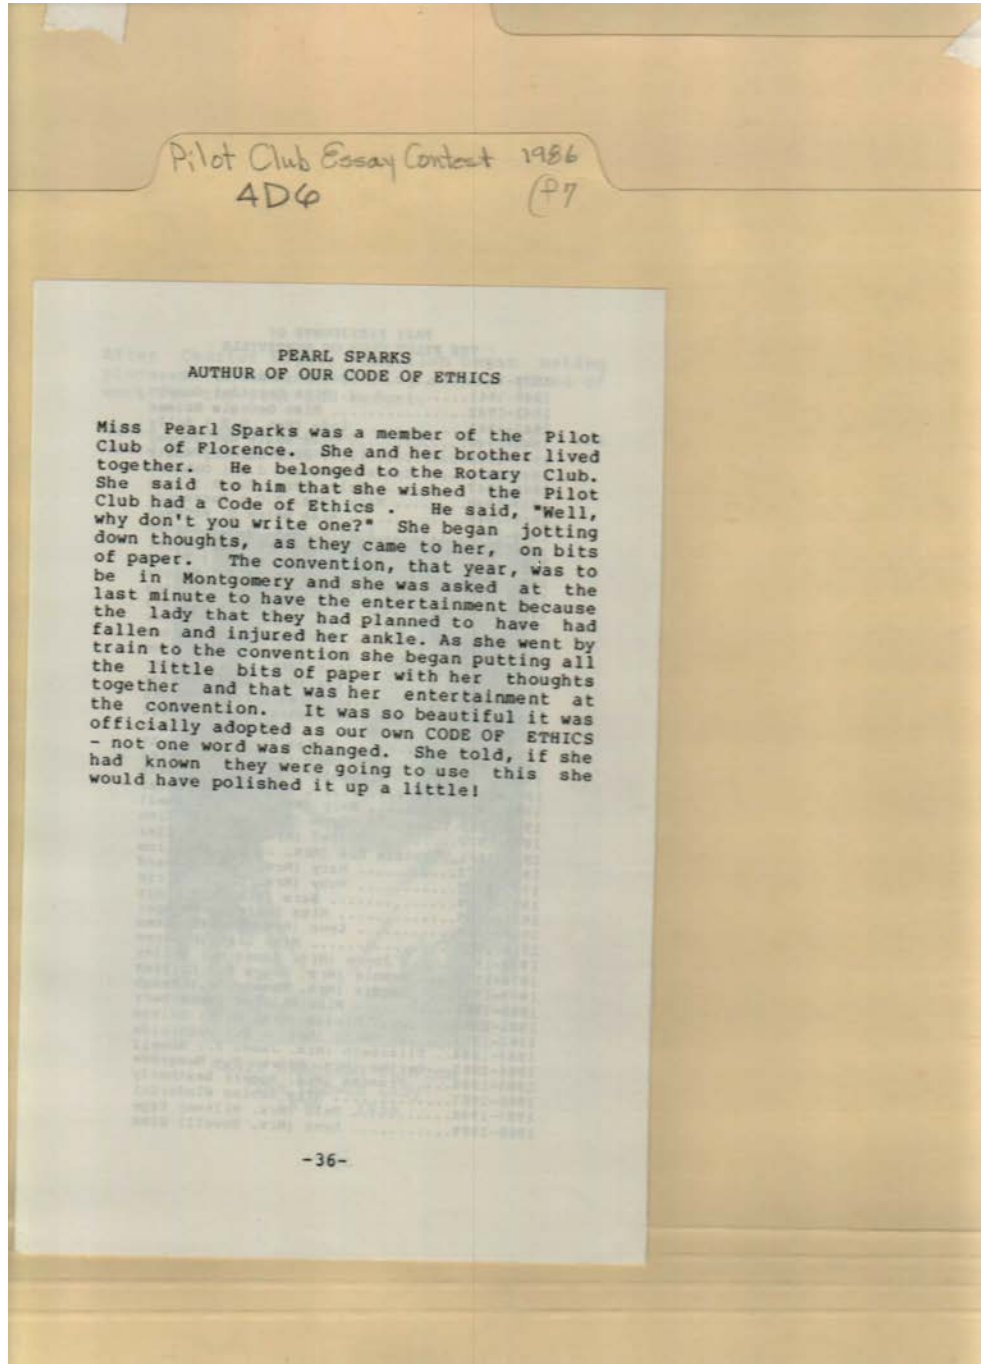 Pilot Club Essay Contest 1986
4D6 (P7
PEARL SPARKS
AUTHUR OF OUR CODE OF ETHICS
Miss Pearl Sparks was a member of the Pilot
Club of Florence. She and her brother lived
together. He belonged to the Rotary Club.
She said to him that she wished the Pilot
Club had a Code of Ethics . He said, "Well,
why don't you write one?" She began jotting
down thoughts, as they came to her, on bits
of paper. The convention, that year, was to
be in Montgomery and she was asked at the
last minute to have the entertainment because
the lady that they had planned to have had
fallen and injured her ankle. As she went by
train to the convention she began putting all
the little bits of paper with her thoughts
together and that was her entertainment at
the convention. It was so beautiful it was
officially adopted as our own CODE OF ETHICS
- not one word was changed. She told, if she
had known they were going to use this she
would have polished it up a little!
-36-